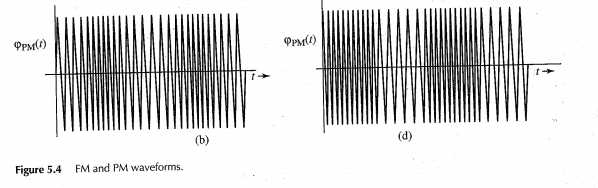 φPM(t)
t
(b)
φPM(t)
t
(d)
Figure 5.4 FM and PM waveforms.